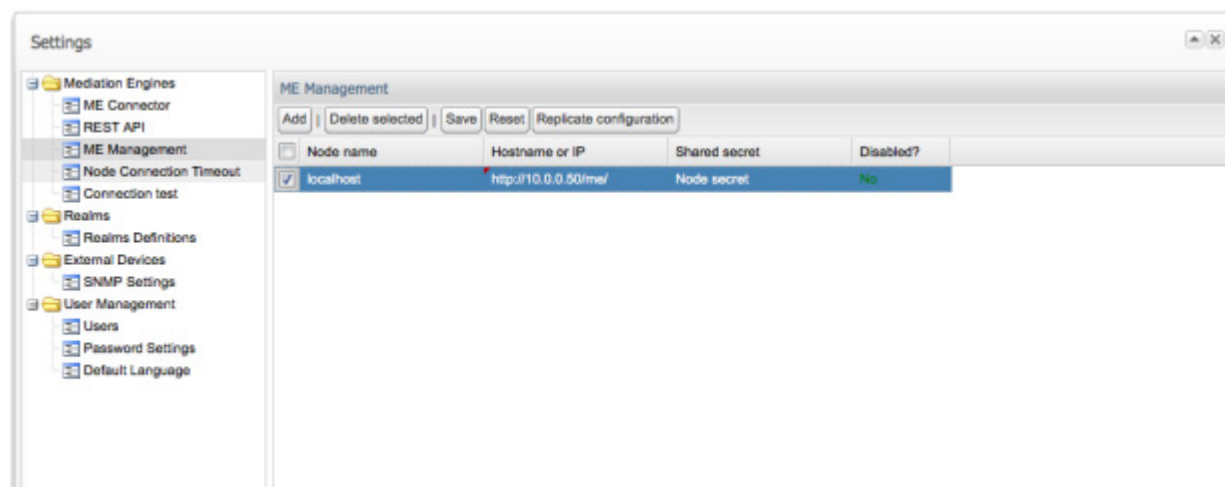 Settings
Mediation Engines
ME Connector
REST API
ME Management
Node Connection Timeout
Connection test
Realms
Realms Definitions
External Devices
SNMP Settings
User Management
Users
Password Settings
Default Language
ME Management
Add | Delete selected | Save Reset Replicate configuration
Node name Hostname or IP Shared secret Disabled?
localhost http://10.0.0.50/me/ Node secret No